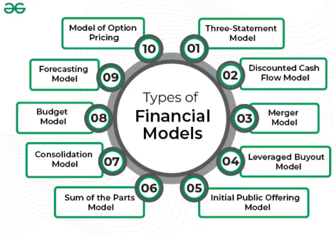 Types of
Financial
Models
01
Three-Statement
Model
02
Discounted Cash
Flow Model
03
Merger
Model
04
Leveraged Buyout
Model
05
Initial Public Offering
Model
06
Sum of the Parts
Model
07
Consolidation
Model
08
Budget
Model
09
Forecasting
Model
10
Model of Option
Pricing